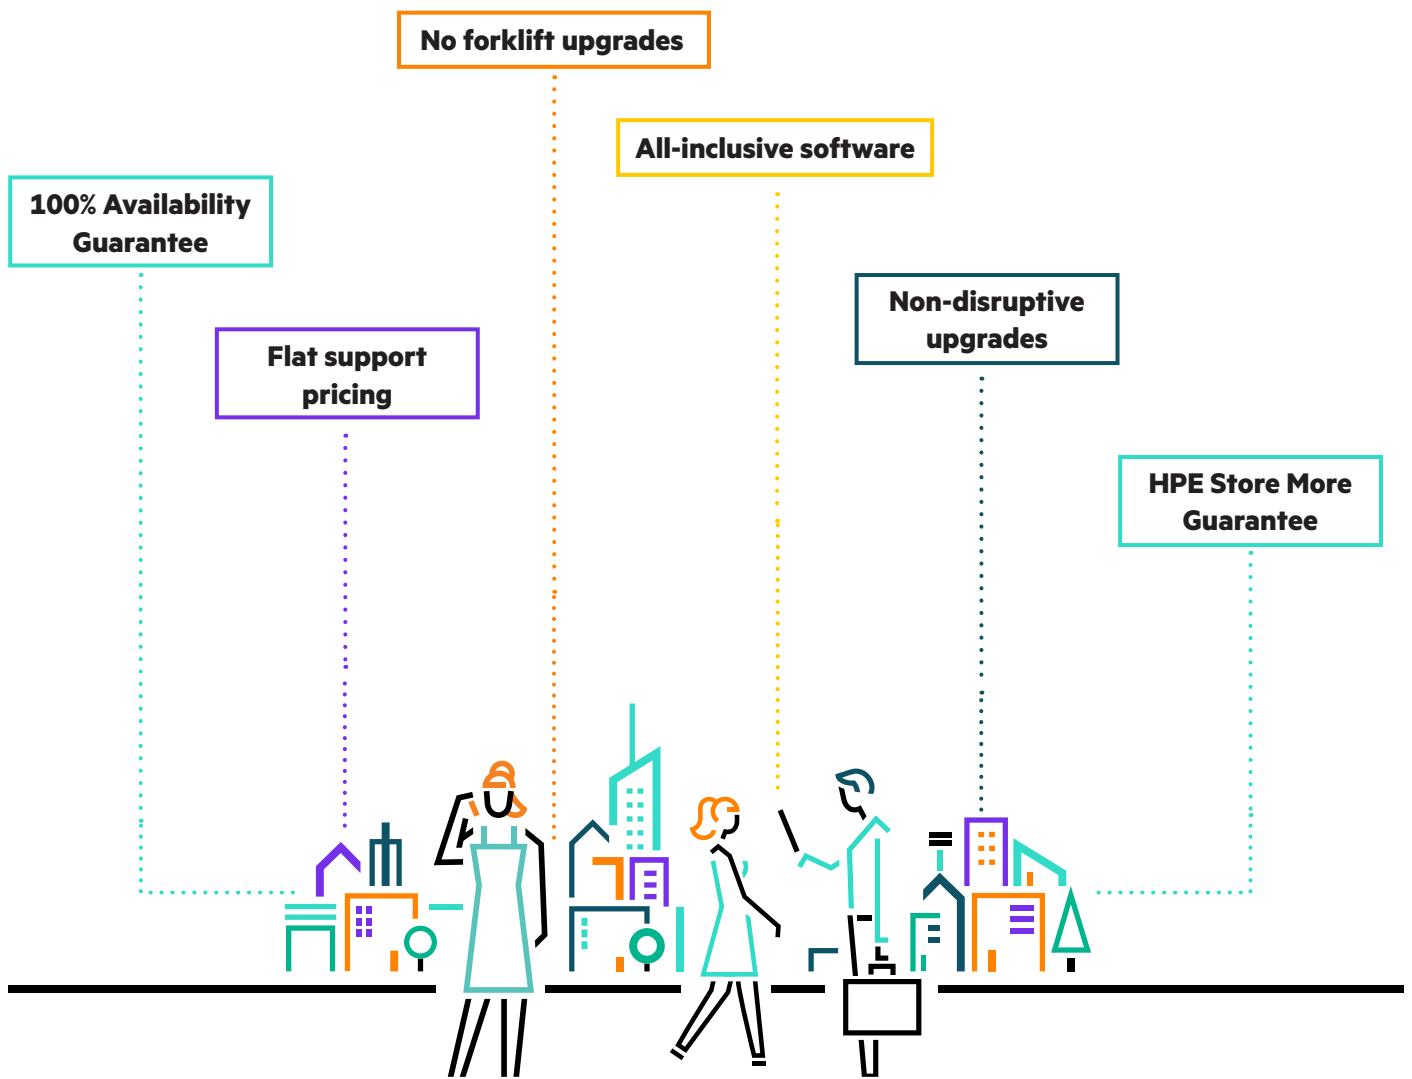 No forklift upgrades
All-inclusive software
100% Availability
Guarantee
Non-disruptive
upgrades
Flat support
pricing
HPE Store More
Guarantee